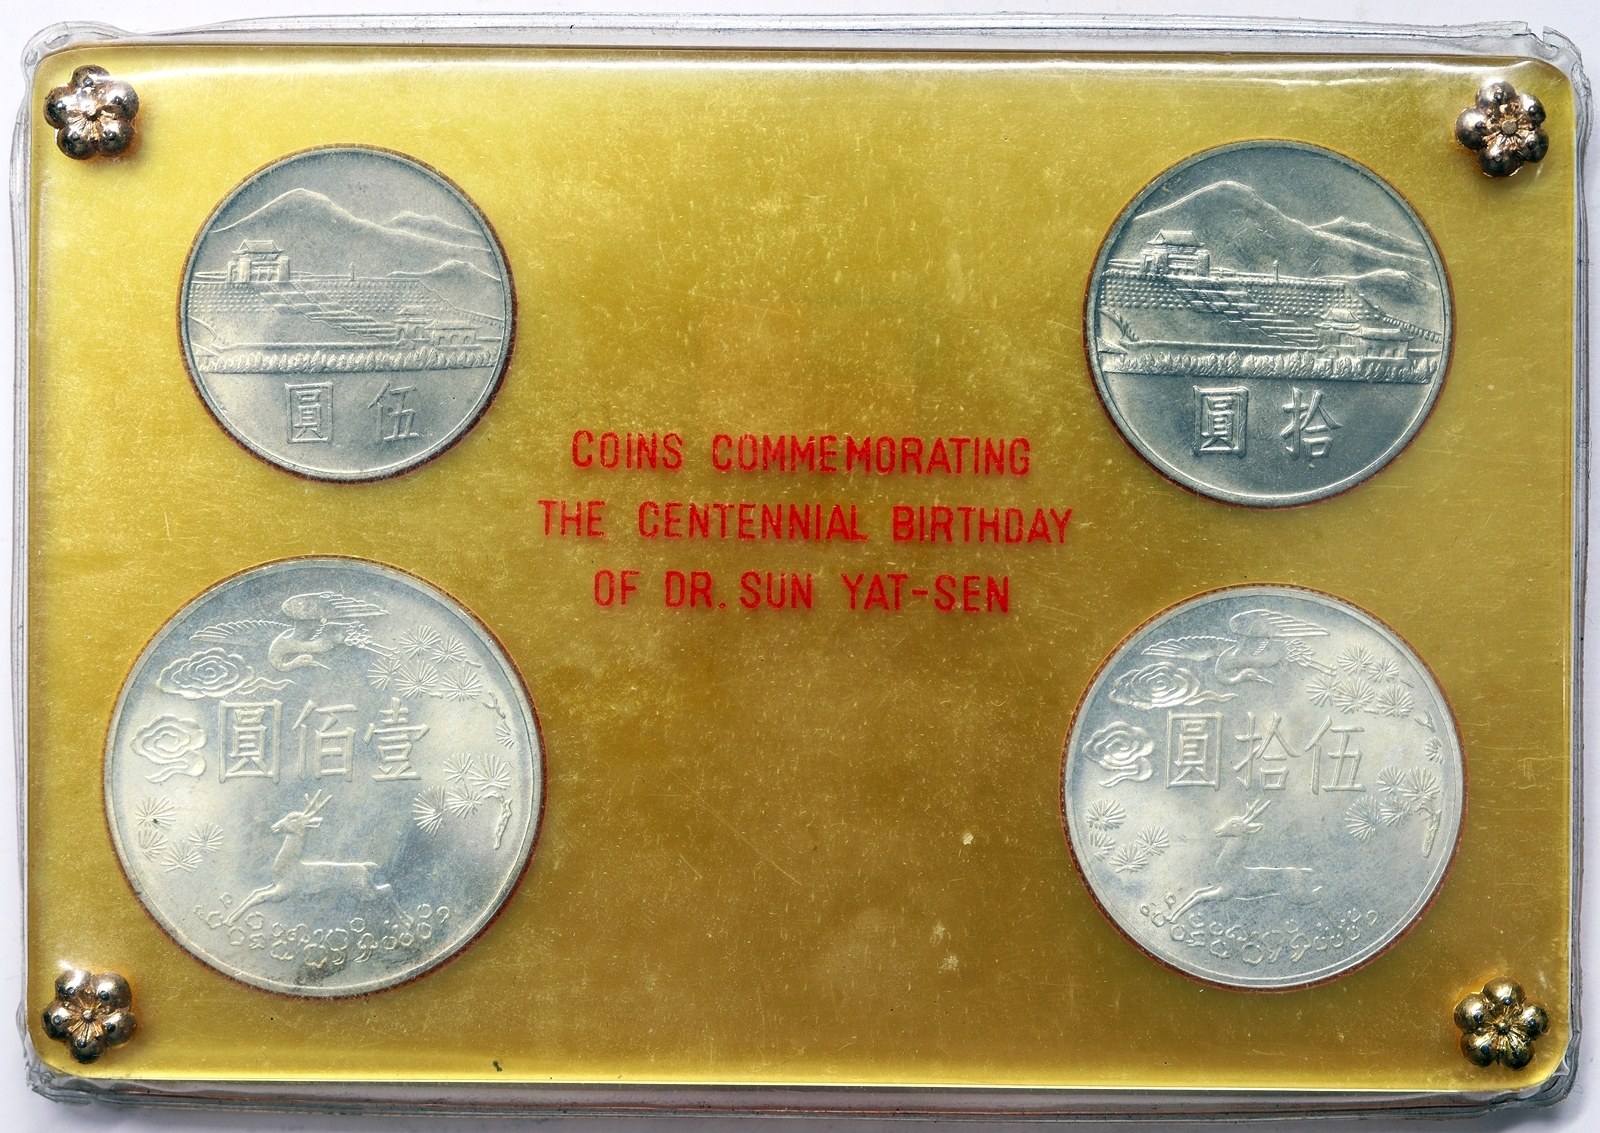 圓 伍
圓 拾
COINS COMMEMORATING
THE CENTENNIAL BIRTHDAY
OF DR. SUN YAT-SEN
圓佰壹
圓拾伍